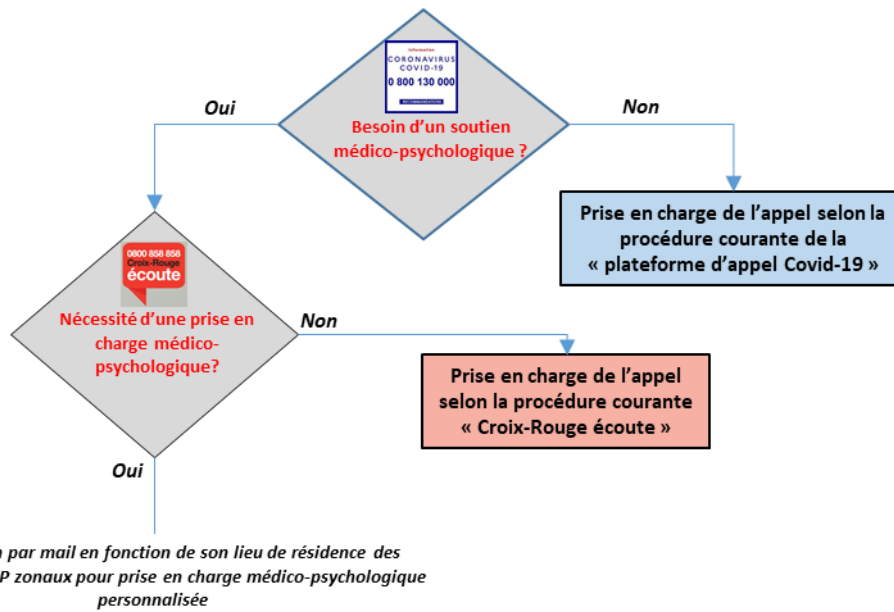 Information
CORONAVIRUS
COVID-19
0 800 130 000
Oui
Non
Besoin d'un soutien
médico-psychologique ?
Prise en charge de l'appel selon la
procédure courante de la
« plateforme d'appel Covid-19 »
0800 858 858
Croix-Rouge
écoute
Nécessité d'une prise en
charge médico-
psychologique?
Non
Prise en charge de l'appel
selon la procédure courante
« Croix-Rouge écoute »
Oui
par mail en fonction de son lieu de résidence des
P zonaux pour prise en charge médico-psychologique
personnalisée